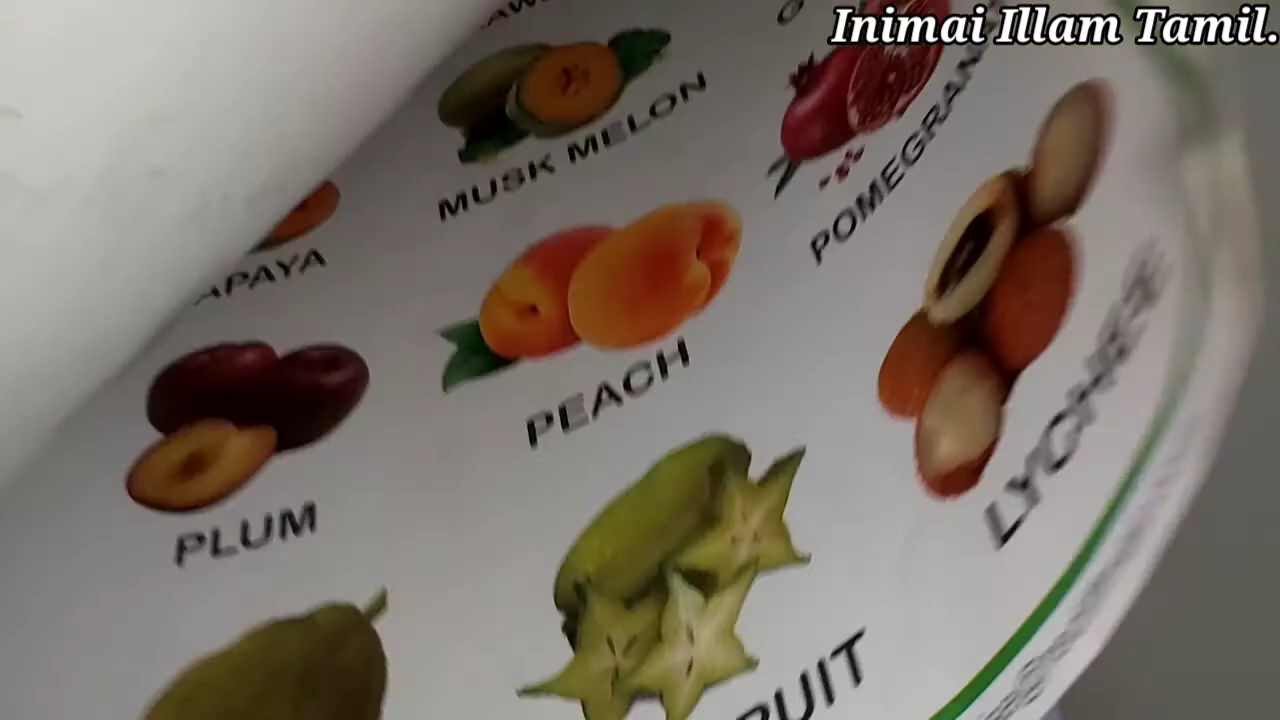 Inimai Illam Tamil.
MUSK MELON
POMEGRAN
APAYA
PEACH
LYCHEE
PLUM
RUIT